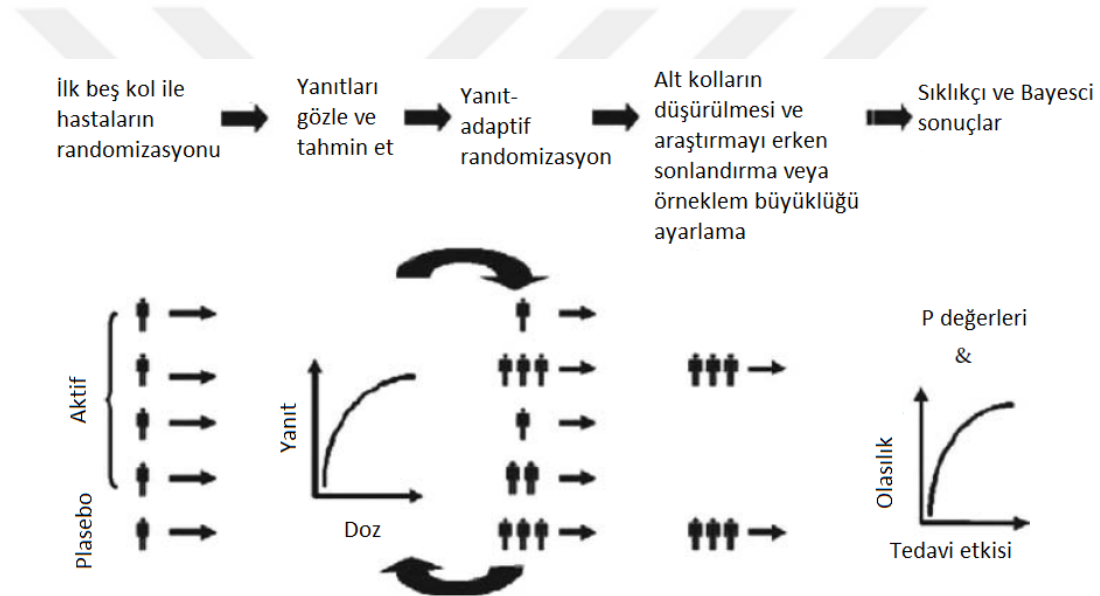 İlk beş kol ile
hastaların
randomizasyonu
Yanıtları
gözle ve
tahmin et
Yanıt-
adaptif
randomizasyon
Alt kolların
düşürülmesi ve
araştırmayı erken
sonlandırma veya
örneklem büyüklüğü
ayarlama
Sıklıkçı ve Bayesci
sonuçlar
Aktif
Plasebo
Yanıt
Doz
P değerleri
&
Olasılık
Tedavi etkisi